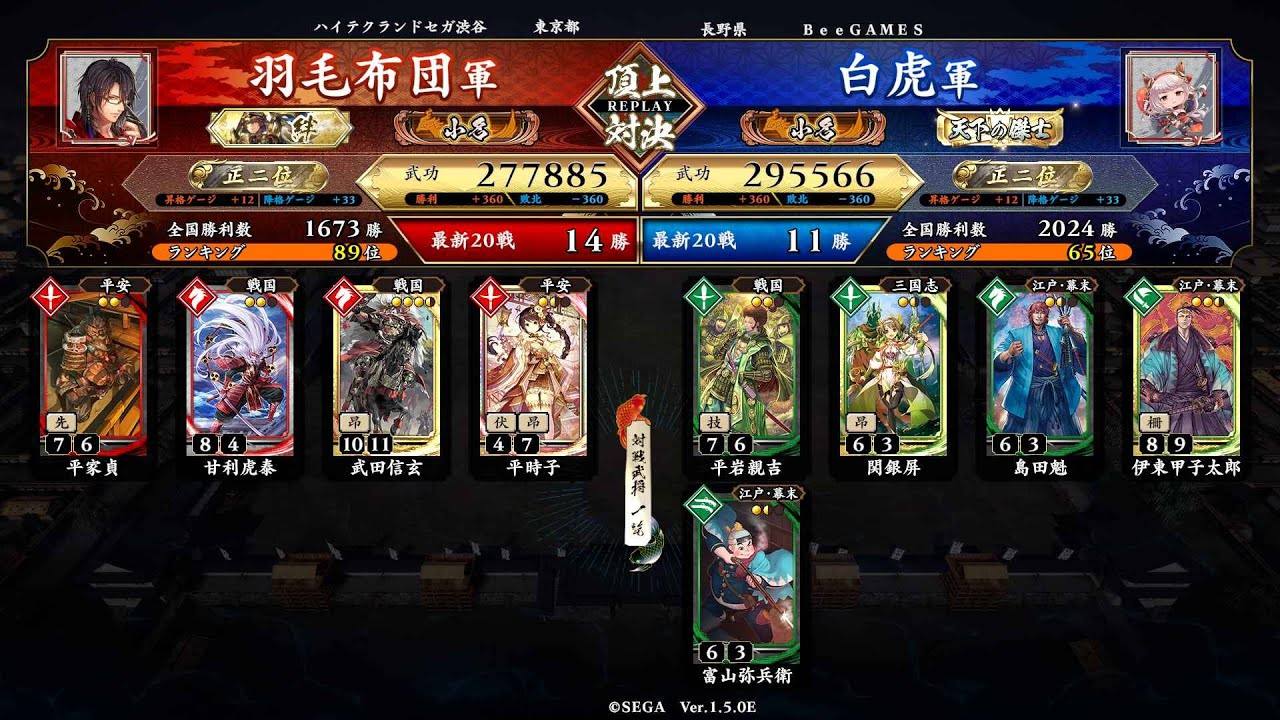 ハイテクランドセガ渋谷 東京都
長野県 BeeGAMES
羽毛布団軍
頂上
REPLAY
対決
白虎軍
絆
小名
小名
天下の傑士
正二位
昇格ゲージ +12 降格ゲージ +33
武功 277885
勝利 +360 敗北 -360
武功 295566
勝利 +360 敗北 -360
正二位
昇格ゲージ +12 降格ゲージ +33
全国勝利数 1673勝
ランキング 89位
最新20戦 14勝
最新20戦 11勝
全国勝利数 2024勝
ランキング 65位
平安
先
7 6
平家貞
戦国
8 4
甘利虎泰
戦国
昂
10 11
武田信玄
平安
伏 昂
4 7
平時子
対戦武将一覧
戦国
技
7 6
平岩親吉
三国志
昂
6 3
関銀屏
江戸・幕末
6 3
島田魁
江戸・幕末
柵
8 9
伊東甲子太郎
江戸・幕末
6 3
富山弥兵衛
©SEGA Ver.1.5.0E